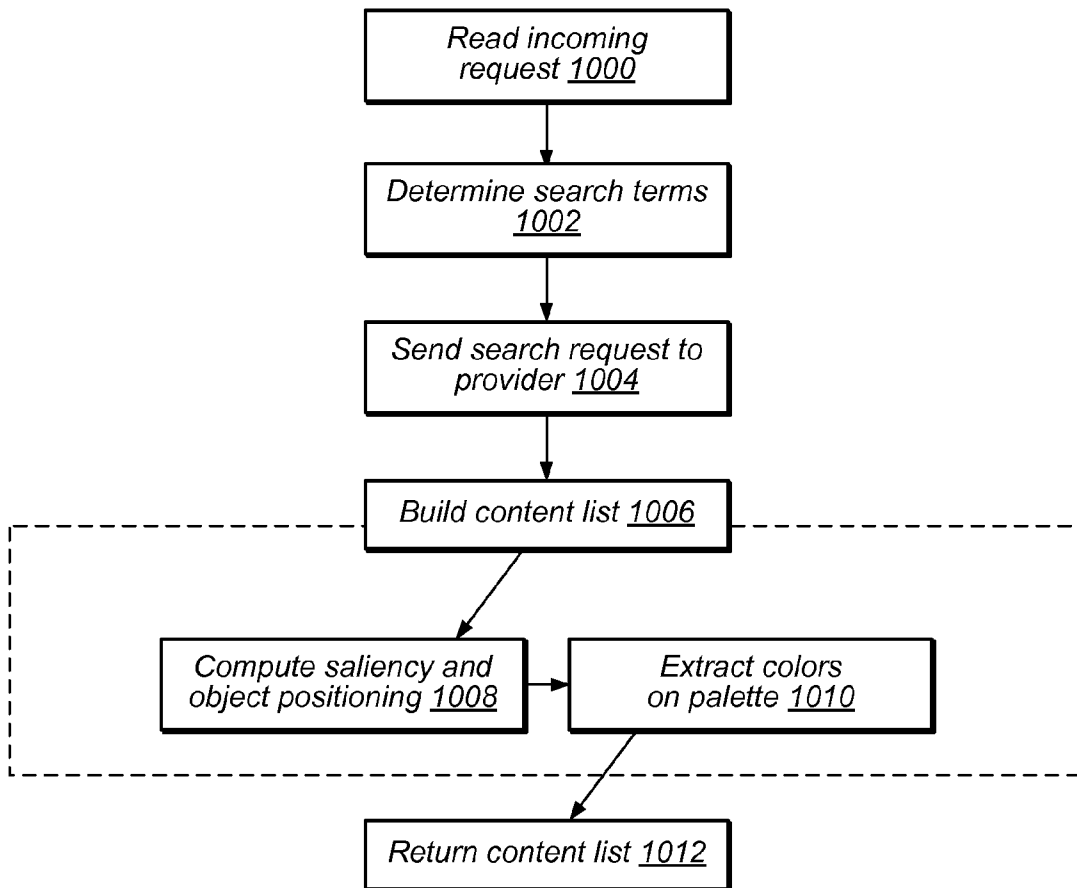 Read incoming
request 1000
Determine search terms
1002
Send search request to
provider 1004
Build content list 1006
Compute saliency and
object positioning 1008
Extract colors
on palette 1010
Return content list 1012